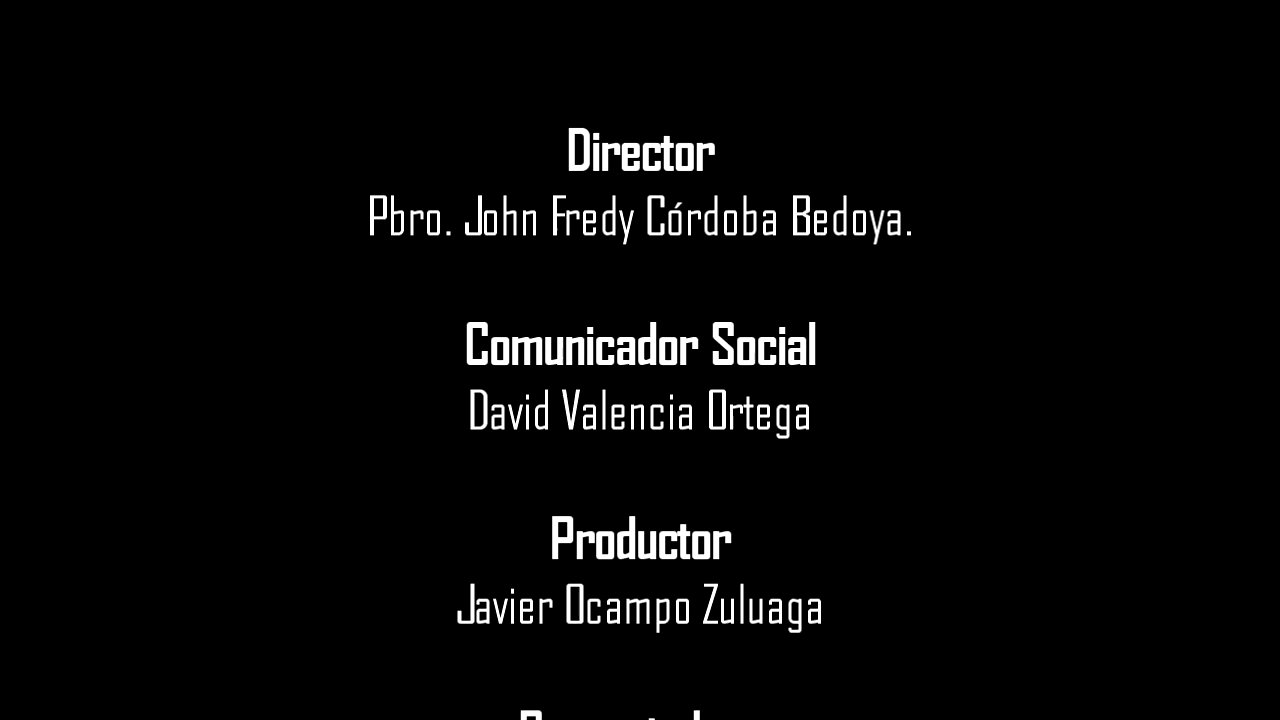 Director
Pbro. John Fredy Córdoba Bedoya.
Comunicador Social
David Valencia Ortega
Productor
Javier Ocampo Zuluaga